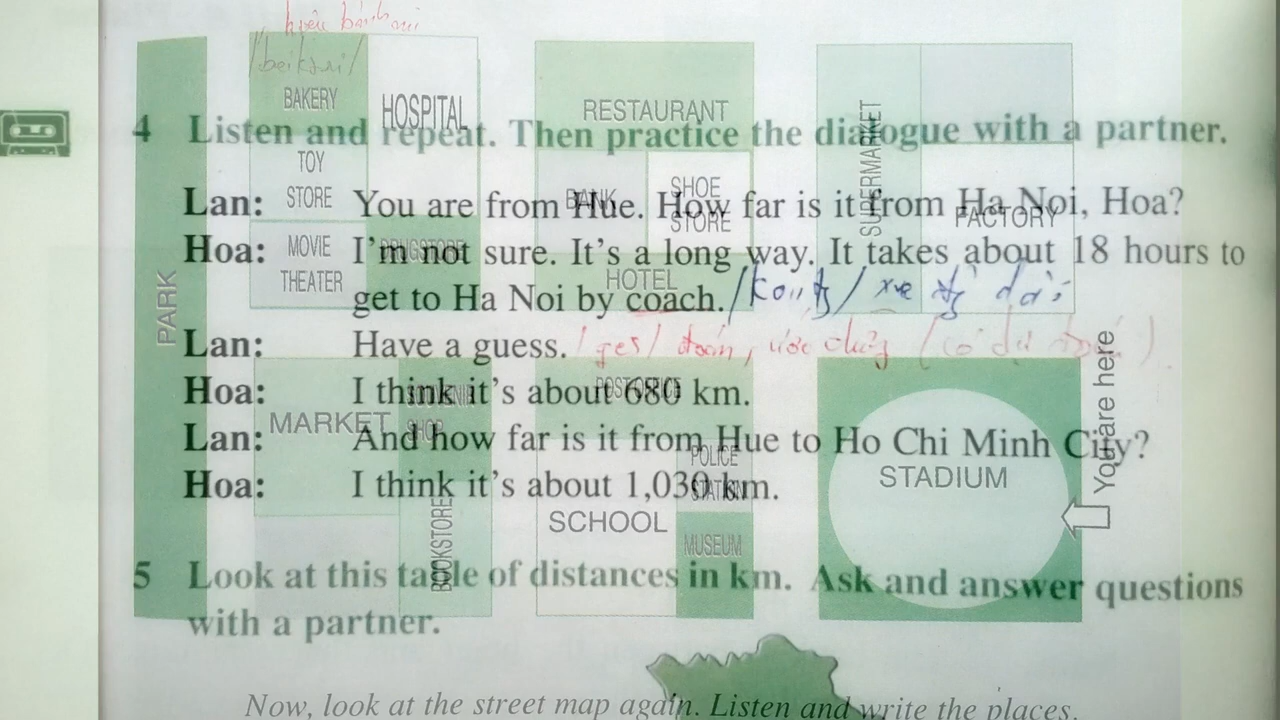 BAKERY
HOSPITAL
TOY
STORE
MOVIE
THEATER
DRUGSTORE
PARK
RESTAURANT
BANK
SHOE
STORE
HOTEL
SUPERMARKET
FACTORY
MARKET
SOUVENIR
SHOP
BOOKSTORE
POST OFFICE
POLICE
STATION
SCHOOL
MUSEUM
STADIUM
You are here
4 Listen and repeat. Then practice the dialogue with a partner.
Lan: You are from Hue. How far is it from Ha Noi, Hoa?
Hoa: I'm not sure. It's a long way. It takes about 18 hours to
get to Ha Noi by coach.
Lan: Have a guess.
Hoa: I think it's about 680 km.
Lan: And how far is it from Hue to Ho Chi Minh City?
Hoa: I think it's about 1,030 km.
5 Look at this table of distances in km. Ask and answer questions
with a partner.
Now, look at the street map again. Listen and write the places.